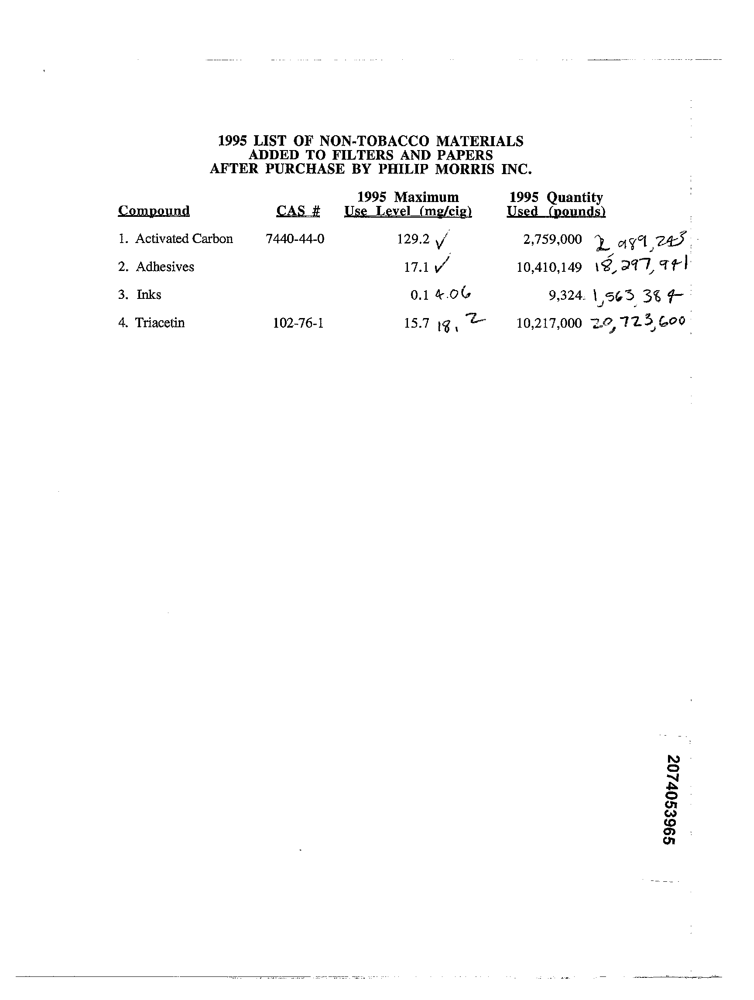 1995 LIST OF NON-TOBACCO MATERIALS
ADDED TO FILTERS AND PAPERS
AFTER PURCHASE BY PHILIP MORRIS INC.
1995 Maximum 1995 Quantity
Compound CAS # Use Level (mg/cig) Used (pounds)
1. Activated Carbon 7440-44-0 129.2 ✓ 2,759,000 2,989,243
2. Adhesives 17.1 ✓ 10,410,149 18,297,941
3. Inks 0.1 4.06 9,324. 1,563 384
4. Triacetin 102-76-1 15.7 18.2 10,217,000 20,723,600
2074053965